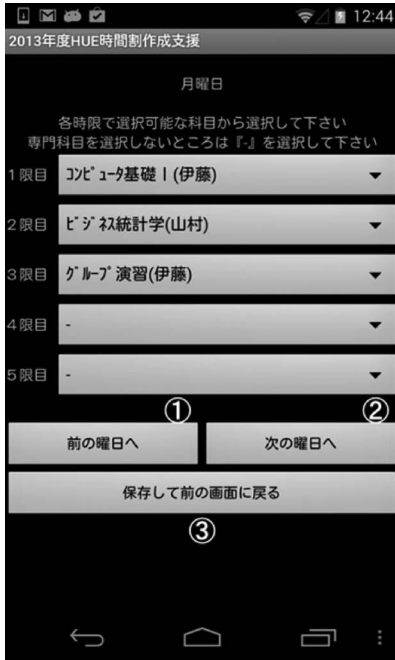 12:44
2013年度HUE時間割作成支援
月曜日
各時限で選択可能な科目から選択して下さい
専門科目を選択しないところは『-』を選択して下さい
1限目 ｺﾝﾋﾟｭｰﾀ基礎Ⅰ(伊藤)
2限目 ﾋﾞｼﾞﾈｽ統計学(山村)
3限目 ｸﾞﾙｰﾌﾟ演習(伊藤)
4限目 -
5限目 -
① ②
前の曜日へ 次の曜日へ
保存して前の画面に戻る
③